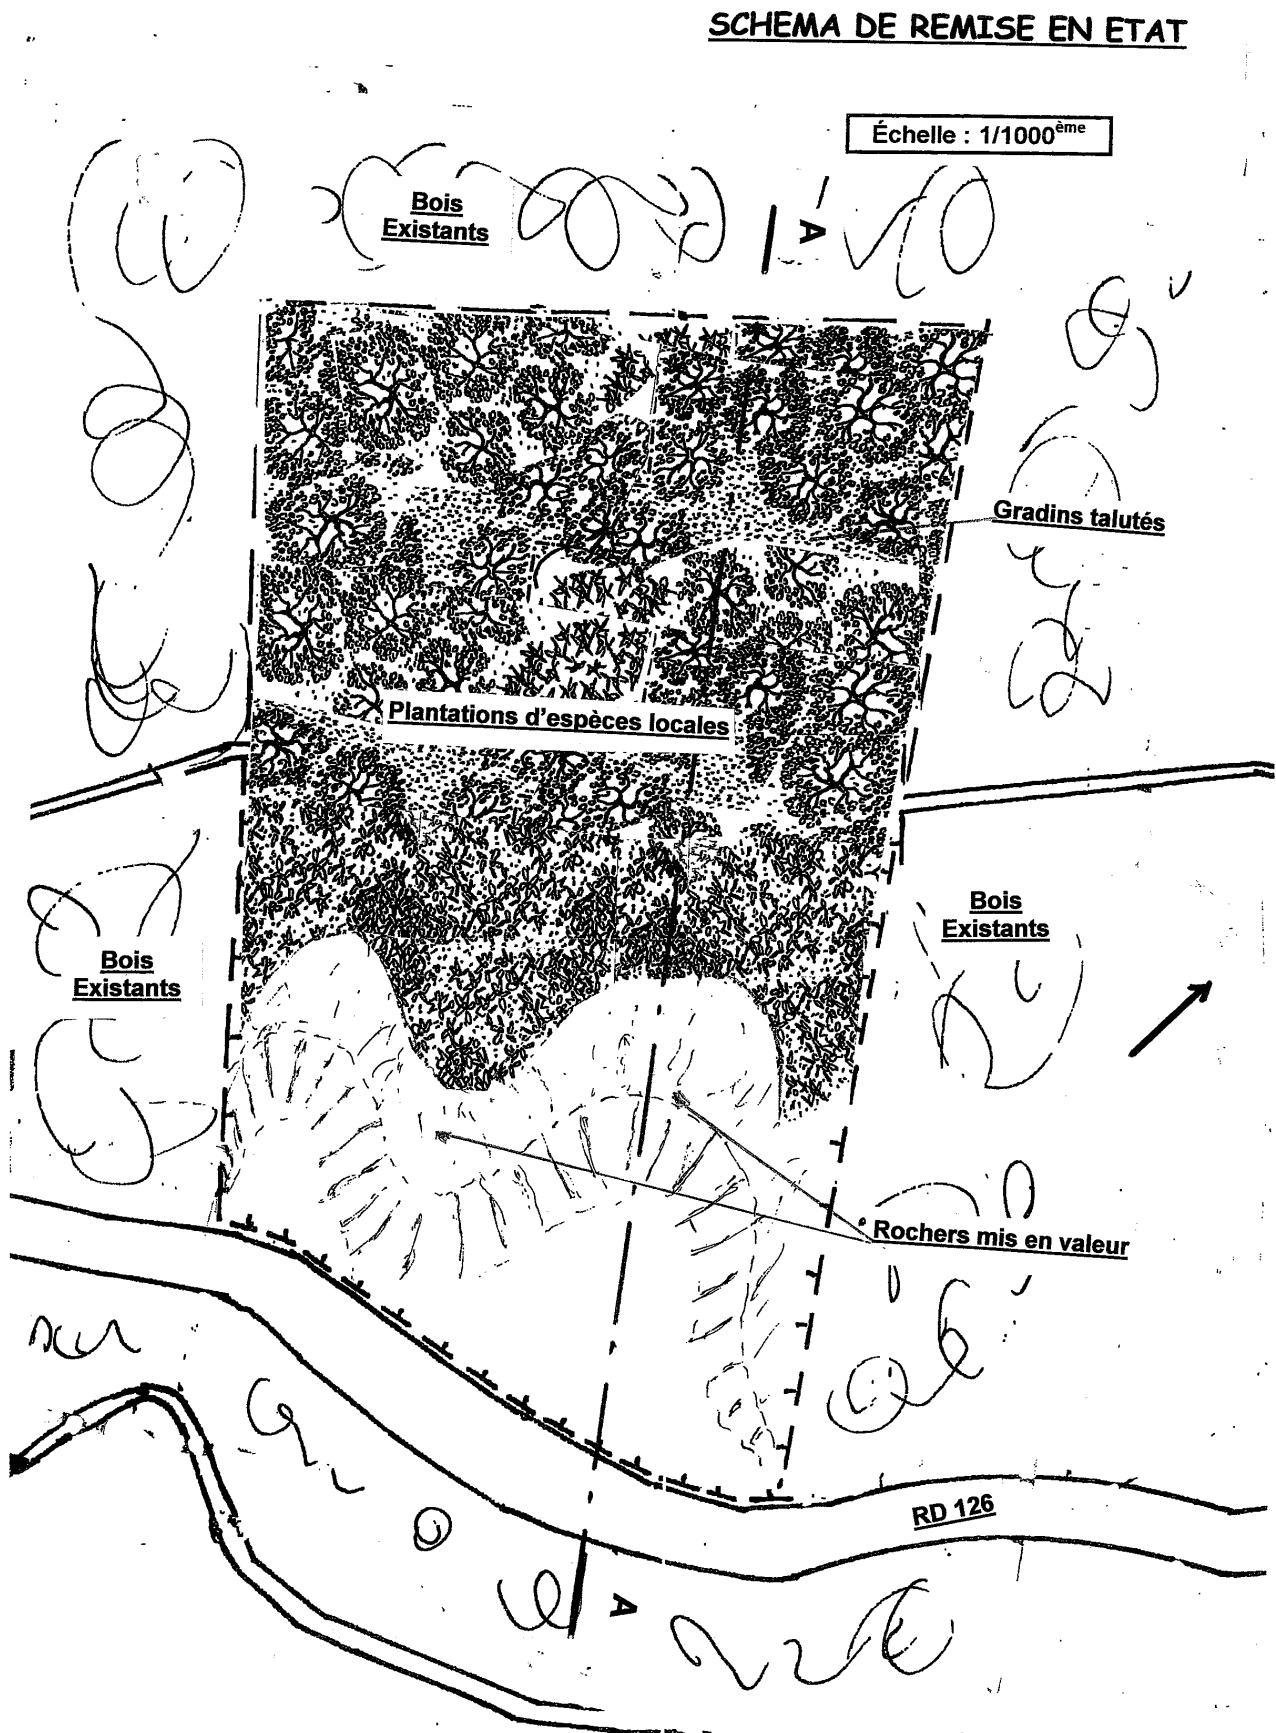 SCHEMA DE REMISE EN ETAT
Échelle : 1/1000ème
Bois
Existants
A
Gradins talutés
Plantations d'espèces locales
Bois
Existants
Bois
Existants
Rochers mis en valeur
RD 126
A